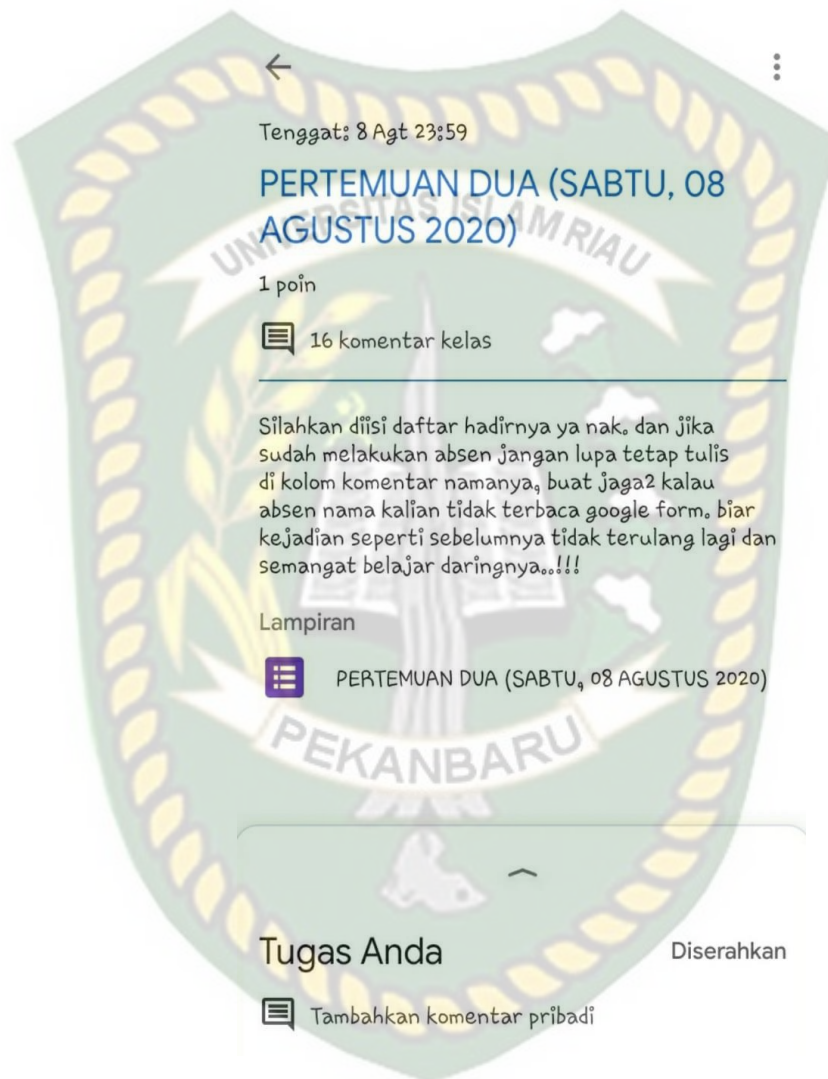 Tenggat: 8 Agt 23:59
PERTEMUAN DUA (SABTU, 08
AGUSTUS 2020)
UNIVERSITAS ISLAM RIAU
1 poin
16 komentar kelas
Silahkan diisi daftar hadirnya ya nak. dan jika
sudah melakukan absen jangan lupa tetap tulis
di kolom komentar namanya, buat jaga2 kalau
absen nama kalian tidak terbaca google form. biar
kejadian seperti sebelumnya tidak terulang lagi dan
semangat belajar daringnya..!!!
Lampiran
PERTEMUAN DUA (SABTU, 08 AGUSTUS 2020)
PEKANBARU
Tugas Anda
Diserahkan
Tambahkan komentar pribadi